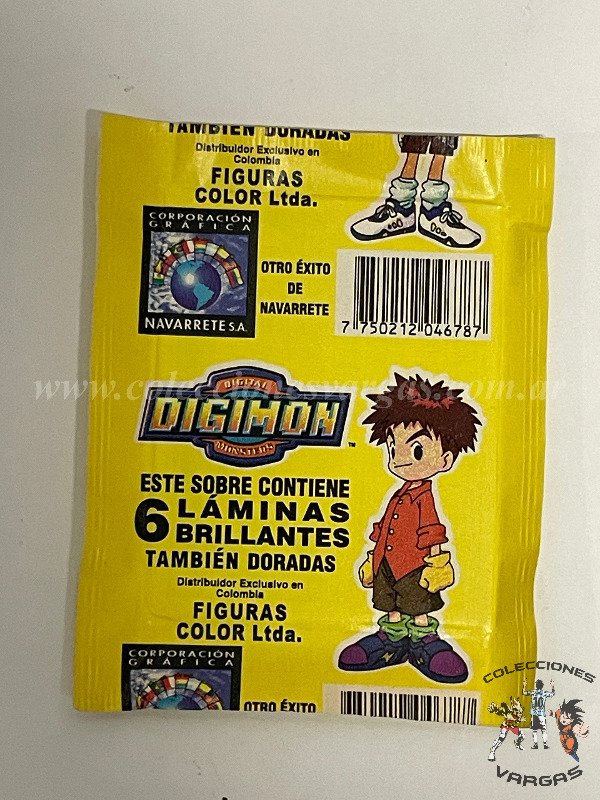 TAMBIÉN DORADAS
Distribuidor Exclusivo en
Colombia
FIGURAS
COLOR Ltda.
CORPORACIÓN
GRÁFICA
NAVARRETE S.A.
OTRO ÉXITO
DE
NAVARRETE
7 750212 046787
www.coleccionesvargas.com.ar
DIGITAL
DIGIMON
MONSTERS
TM
ESTE SOBRE CONTIENE
6 LÁMINAS
BRILLANTES
TAMBIÉN DORADAS
Distribuidor Exclusivo en
Colombia
FIGURAS
COLOR Ltda.
CORPORACIÓN
GRÁFICA
OTRO ÉXITO
COLECCIONES
VARGAS